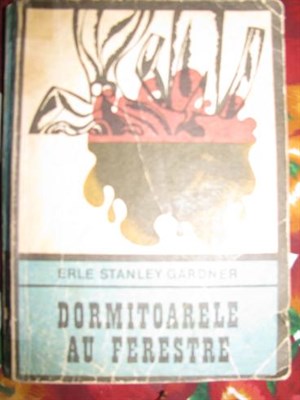 ERLE STANLEY GARDNER
DORMITOARELE
AU FERESTRE